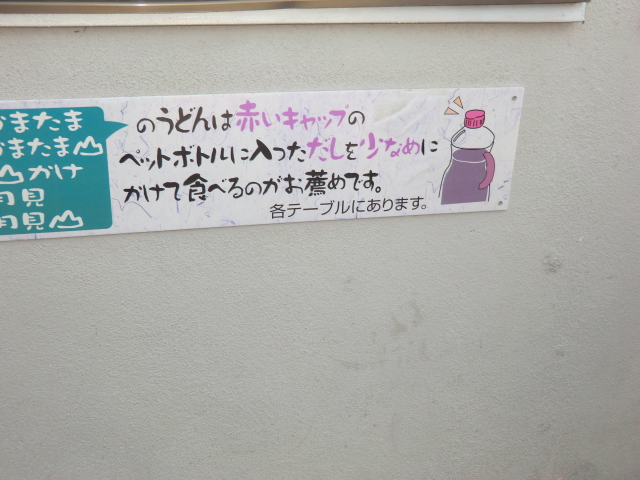 かまたま
かまたま山
山かけ
月見
月見山
のうどんは赤いキャップの
ペットボトルに入っただしを少なめに
かけて食べるのがお薦めです。
各テーブルにあります。